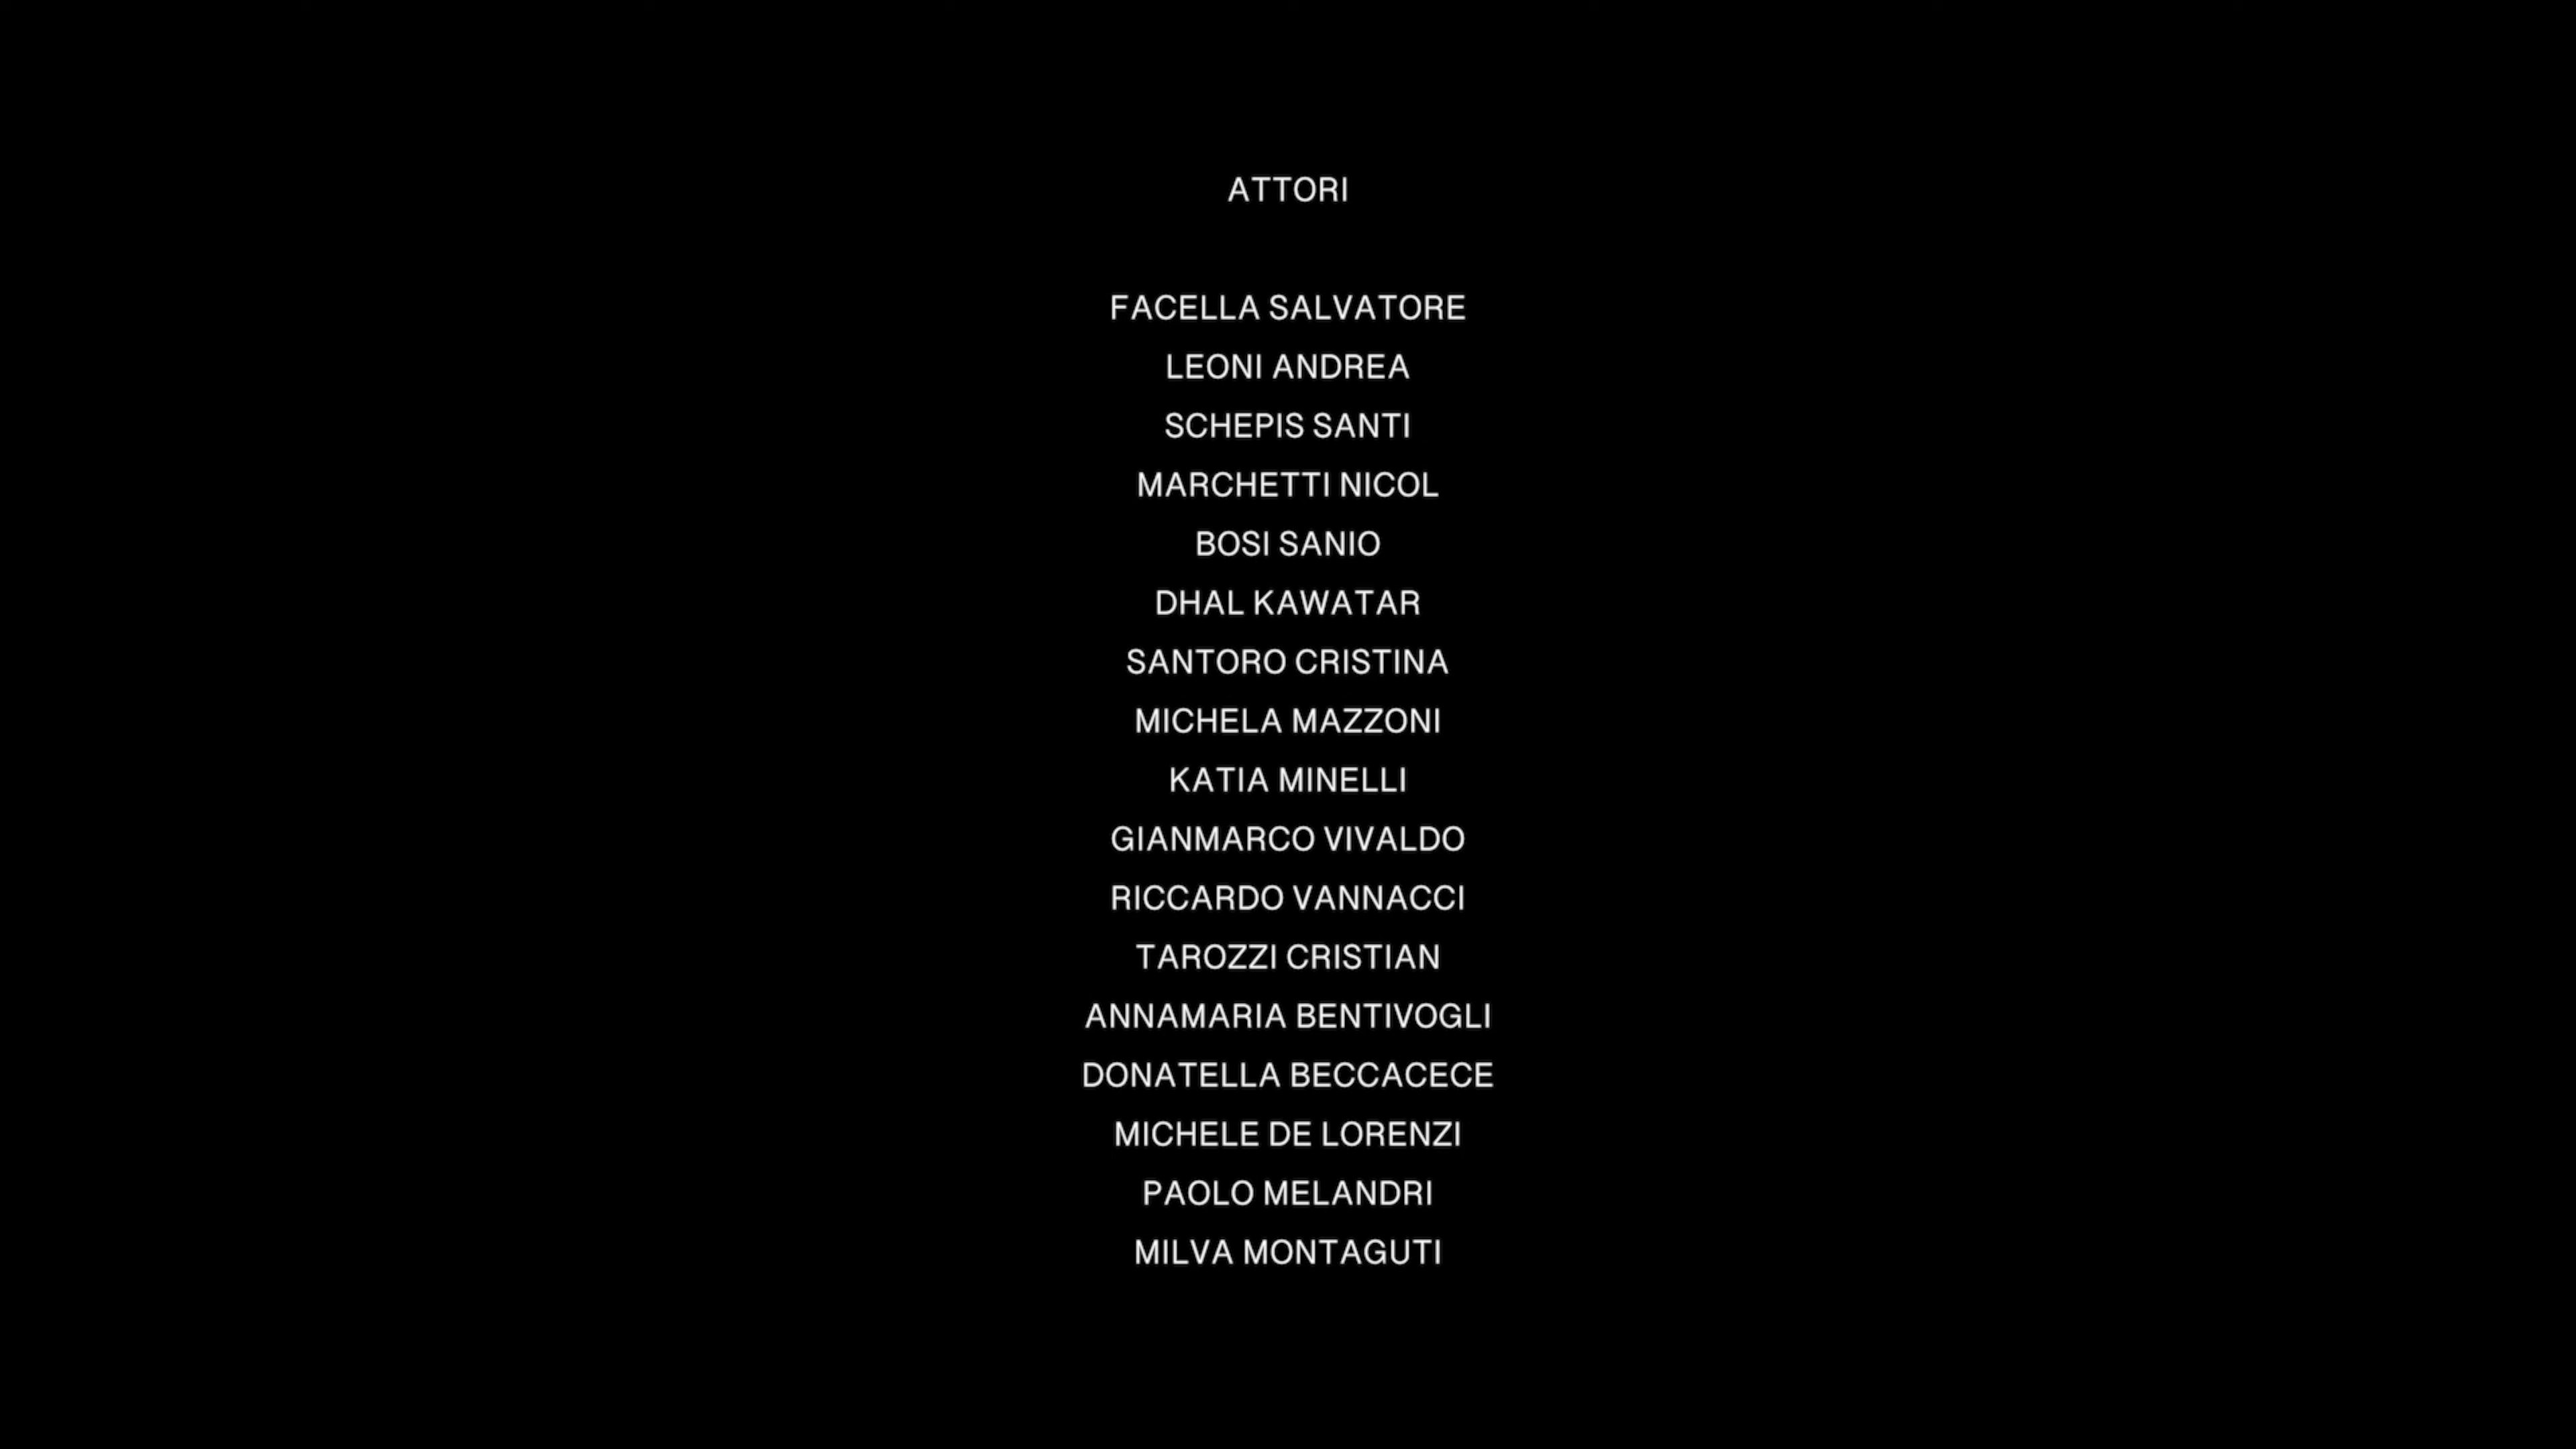 ATTORI
FACELLA SALVATORE
LEONI ANDREA
SCHEPIS SANTI
MARCHETTI NICOL
BOSI SANIO
DHAL KAWATAR
SANTORO CRISTINA
MICHELA MAZZONI
KATIA MINELLI
GIANMARCO VIVALDO
RICCARDO VANNACCI
TAROZZI CRISTIAN
ANNAMARIA BENTIVOGLI
DONATELLA BECCACECE
MICHELE DE LORENZI
PAOLO MELANDRI
MILVA MONTAGUTI